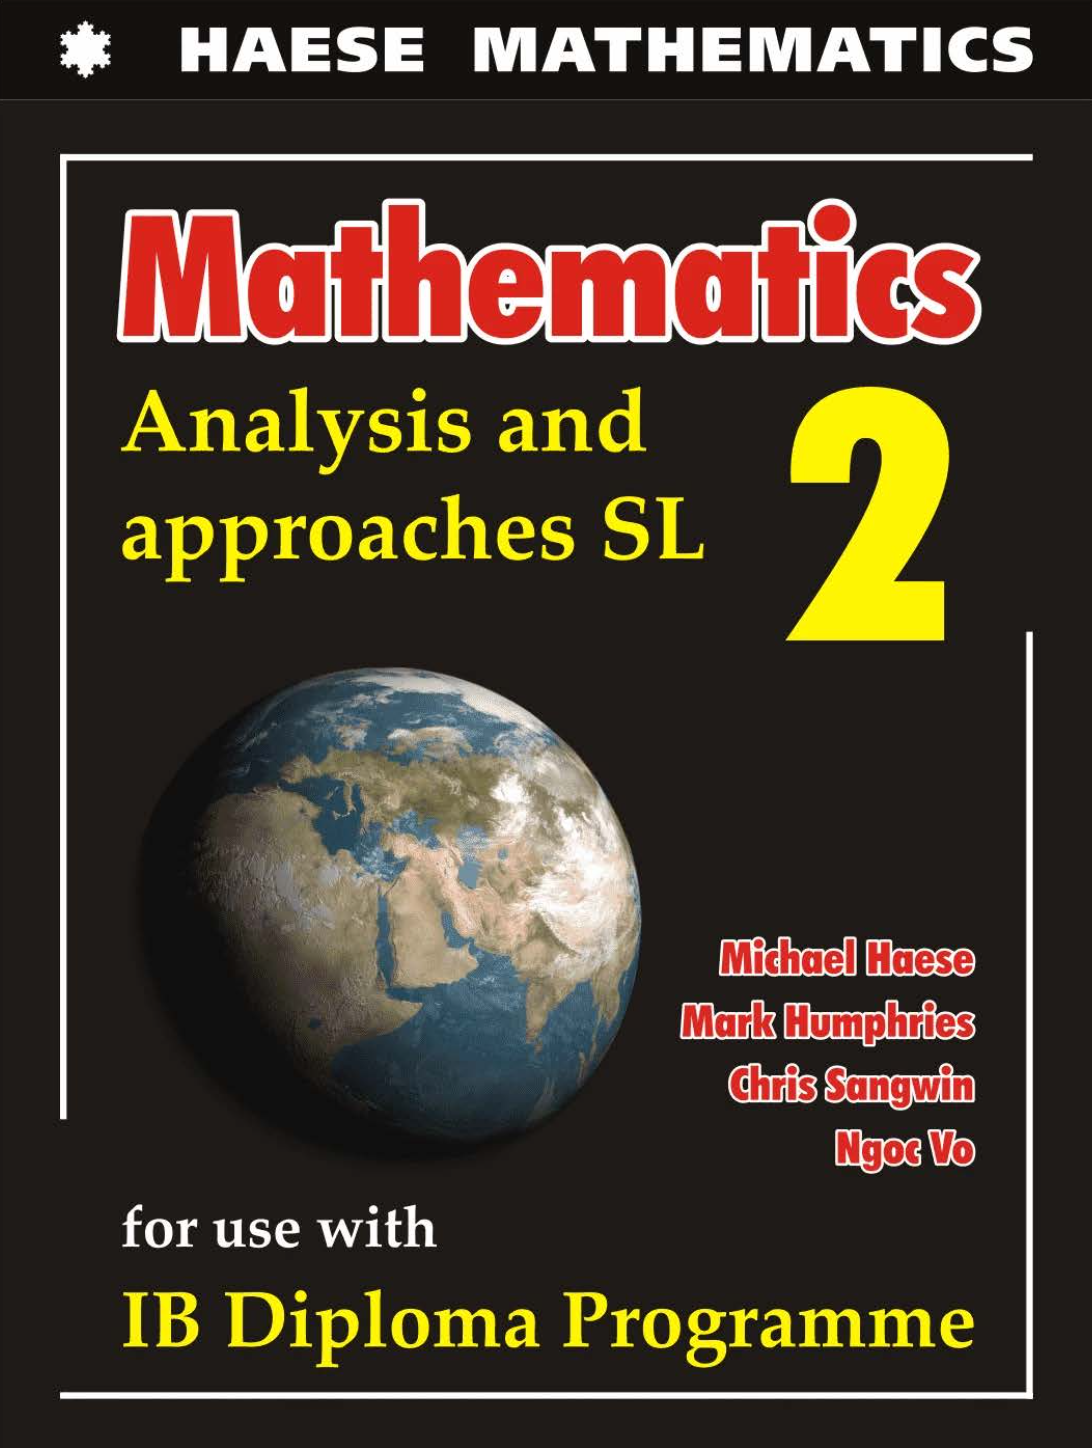 HAESE MATHEMATICS
Mathematics
Analysis and
approaches SL
2
Michael Haese
Mark Humphries
Chris Sangwin
Ngoc Vo
for use with
IB Diploma Programme